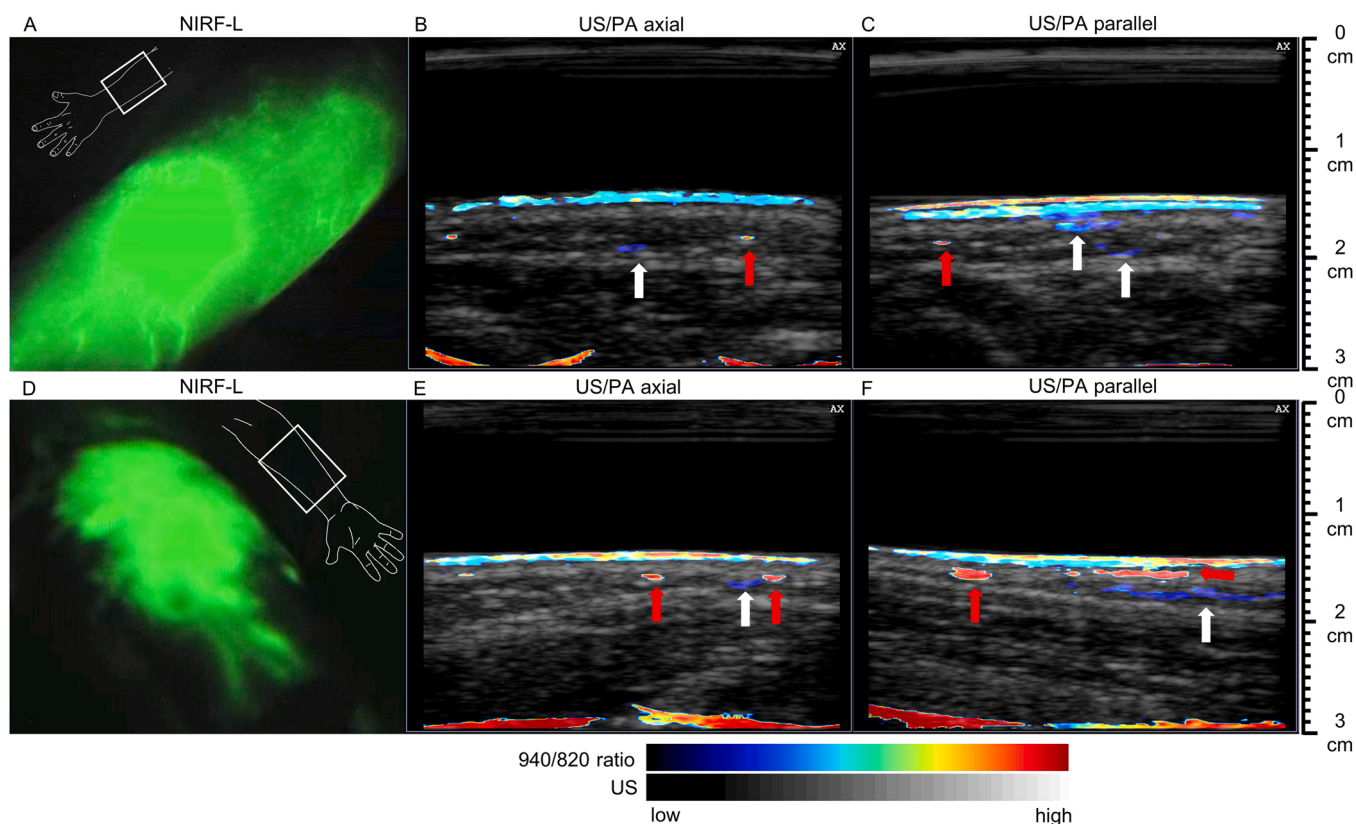 A NIRF-L B US/PA axial C US/PA parallel
AX AX
0
cm
1
cm
2
cm
3
cm
D NIRF-L E US/PA axial F US/PA parallel
AX AX
0
cm
1
cm
2
cm
3
cm
940/820 ratio
US
low high